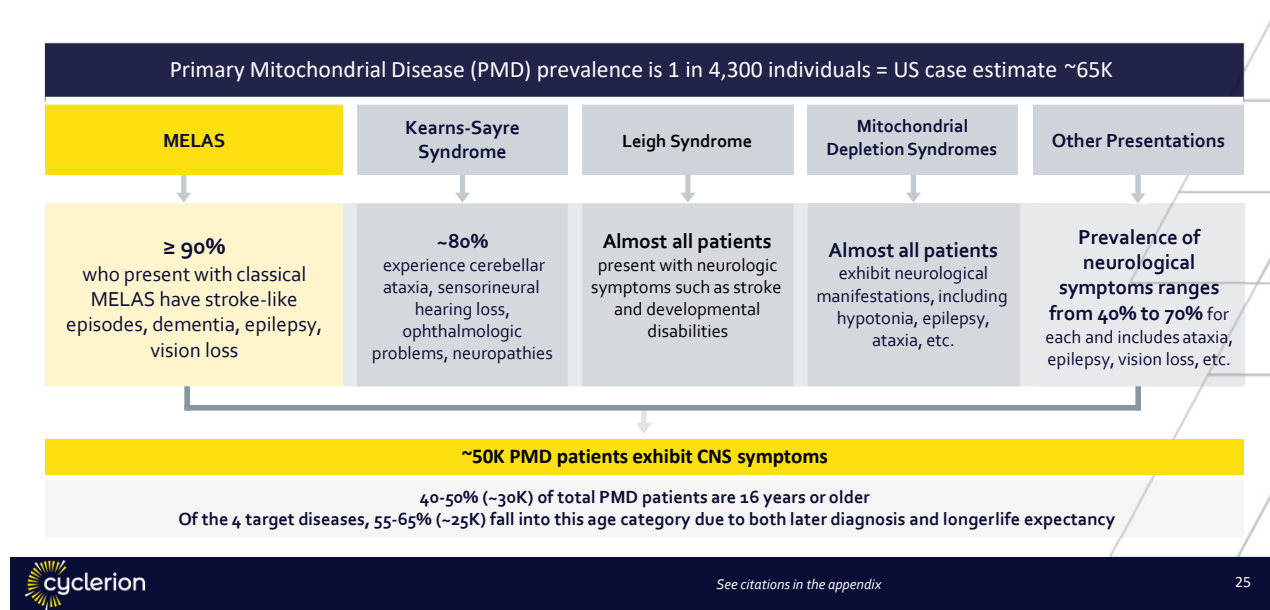 Primary Mitochondrial Disease (PMD) prevalence is 1 in 4,300 individuals = US case estimate ~65K
MELAS
Kearns-Sayre
Syndrome
Leigh Syndrome
Mitochondrial
Depletion Syndromes
Other Presentations
≥ 90%
who present with classical
MELAS have stroke-like
episodes, dementia, epilepsy,
vision loss
~80%
experience cerebellar
ataxia, sensorineural
hearing loss,
ophthalmologic
problems, neuropathies
Almost all patients
present with neurologic
symptoms such as stroke
and developmental
disabilities
Almost all patients
exhibit neurological
manifestations, including
hypotonia, epilepsy,
ataxia, etc.
Prevalence of
neurological
symptoms ranges
from 40% to 70% for
each and includes ataxia,
epilepsy, vision loss, etc.
~50K PMD patients exhibit CNS symptoms
40-50% (~30K) of total PMD patients are 16 years or older
Of the 4 target diseases, 55-65% (~25K) fall into this age category due to both later diagnosis and longerlife expectancy
cyclerion
See citations in the appendix
25